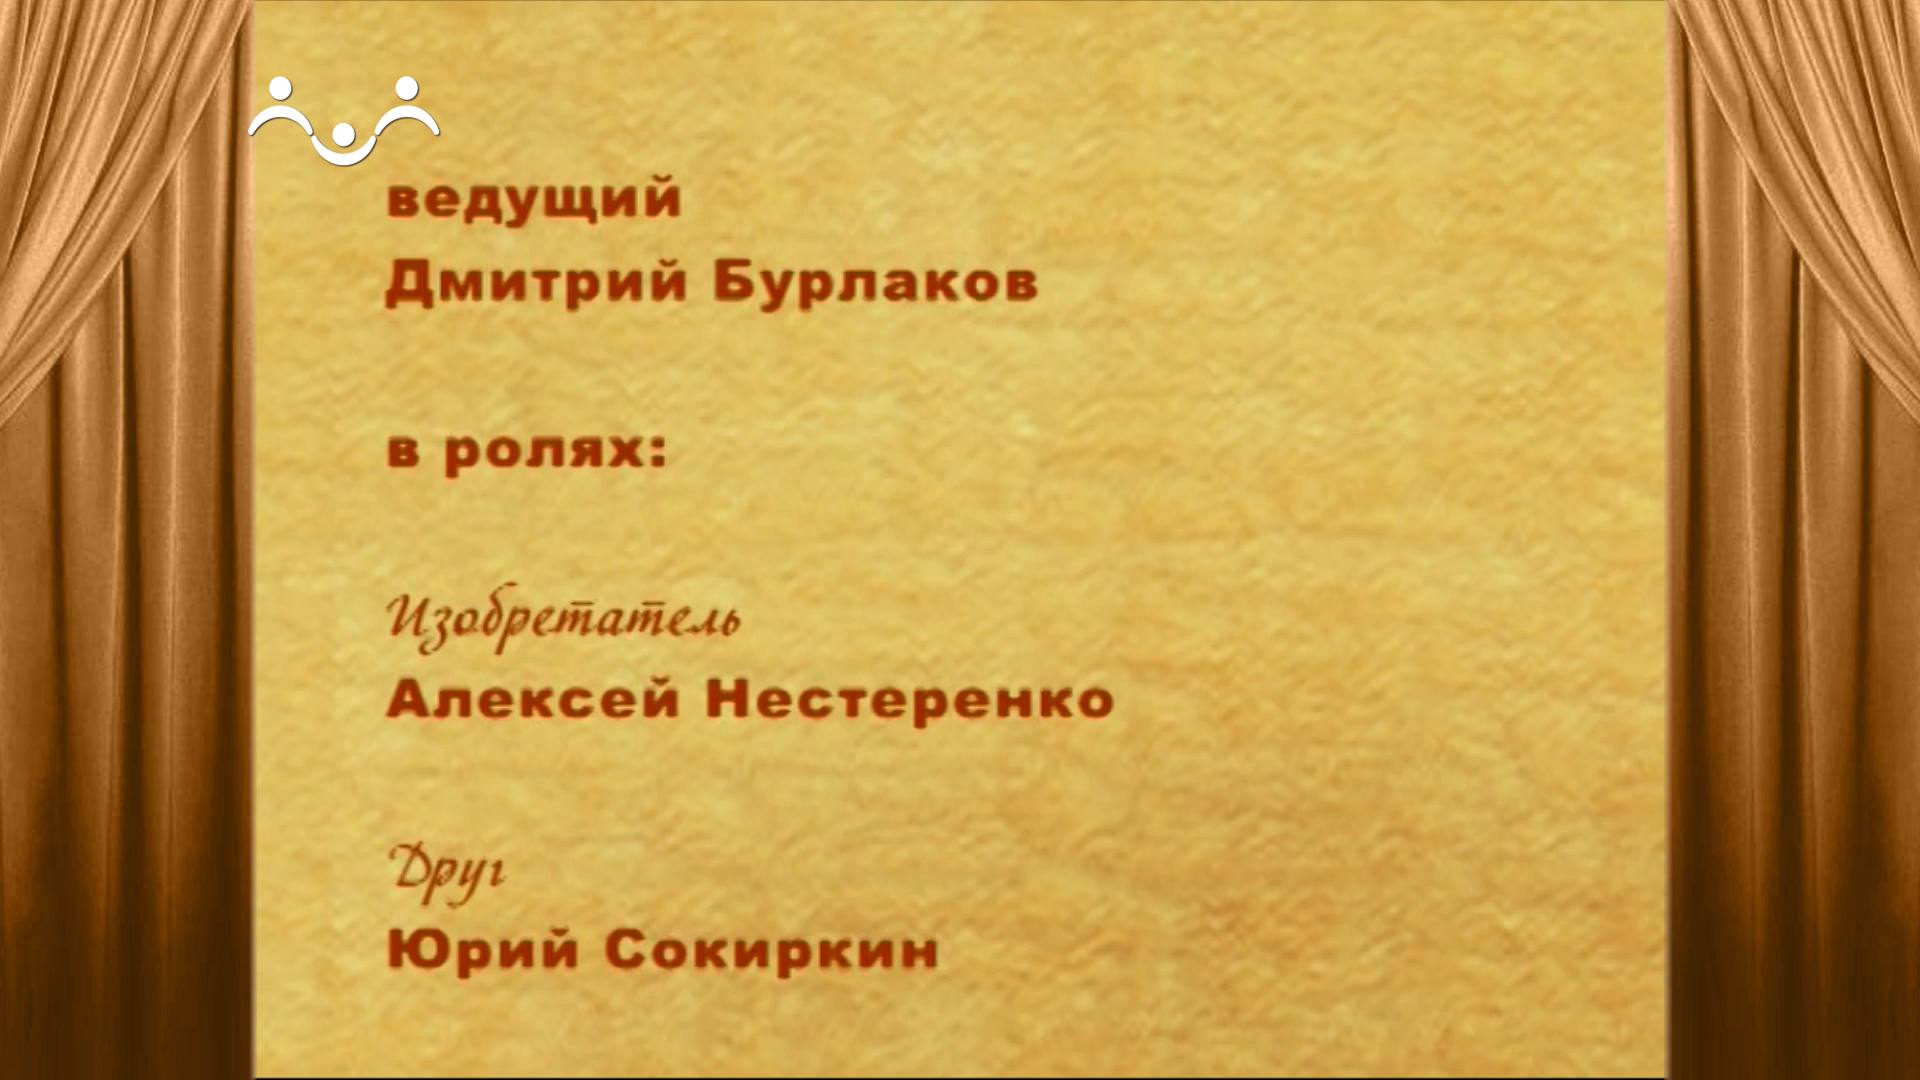 ведущий
Дмитрий Бурлаков
в ролях:
Изобретатель
Алексей Нестеренко
Друг
Юрий Сокиркин